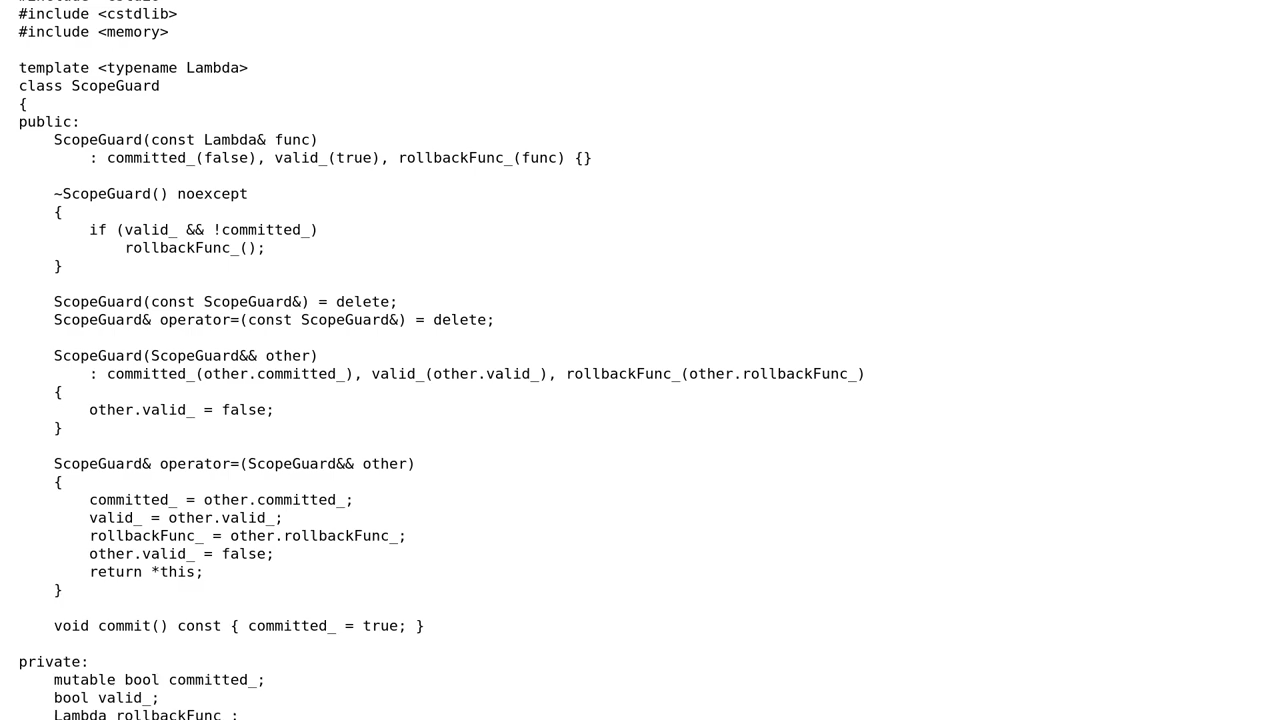 #include <cstdlib>
#include <memory>
template <typename Lambda>
class ScopeGuard
{
public:
    ScopeGuard(const Lambda& func)
        : committed_(false), valid_(true), rollbackFunc_(func) {}
    ~ScopeGuard() noexcept
    {
        if (valid_ && !committed_)
            rollbackFunc_();
    }
    ScopeGuard(const ScopeGuard&) = delete;
    ScopeGuard& operator=(const ScopeGuard&) = delete;
    ScopeGuard(ScopeGuard&& other)
        : committed_(other.committed_), valid_(other.valid_), rollbackFunc_(other.rollbackFunc_)
    {
        other.valid_ = false;
    }
    ScopeGuard& operator=(ScopeGuard&& other)
    {
        committed_ = other.committed_;
        valid_ = other.valid_;
        rollbackFunc_ = other.rollbackFunc_;
        other.valid_ = false;
        return *this;
    }
    void commit() const { committed_ = true; }
private:
    mutable bool committed_;
    bool valid_;
    Lambda rollbackFunc_;